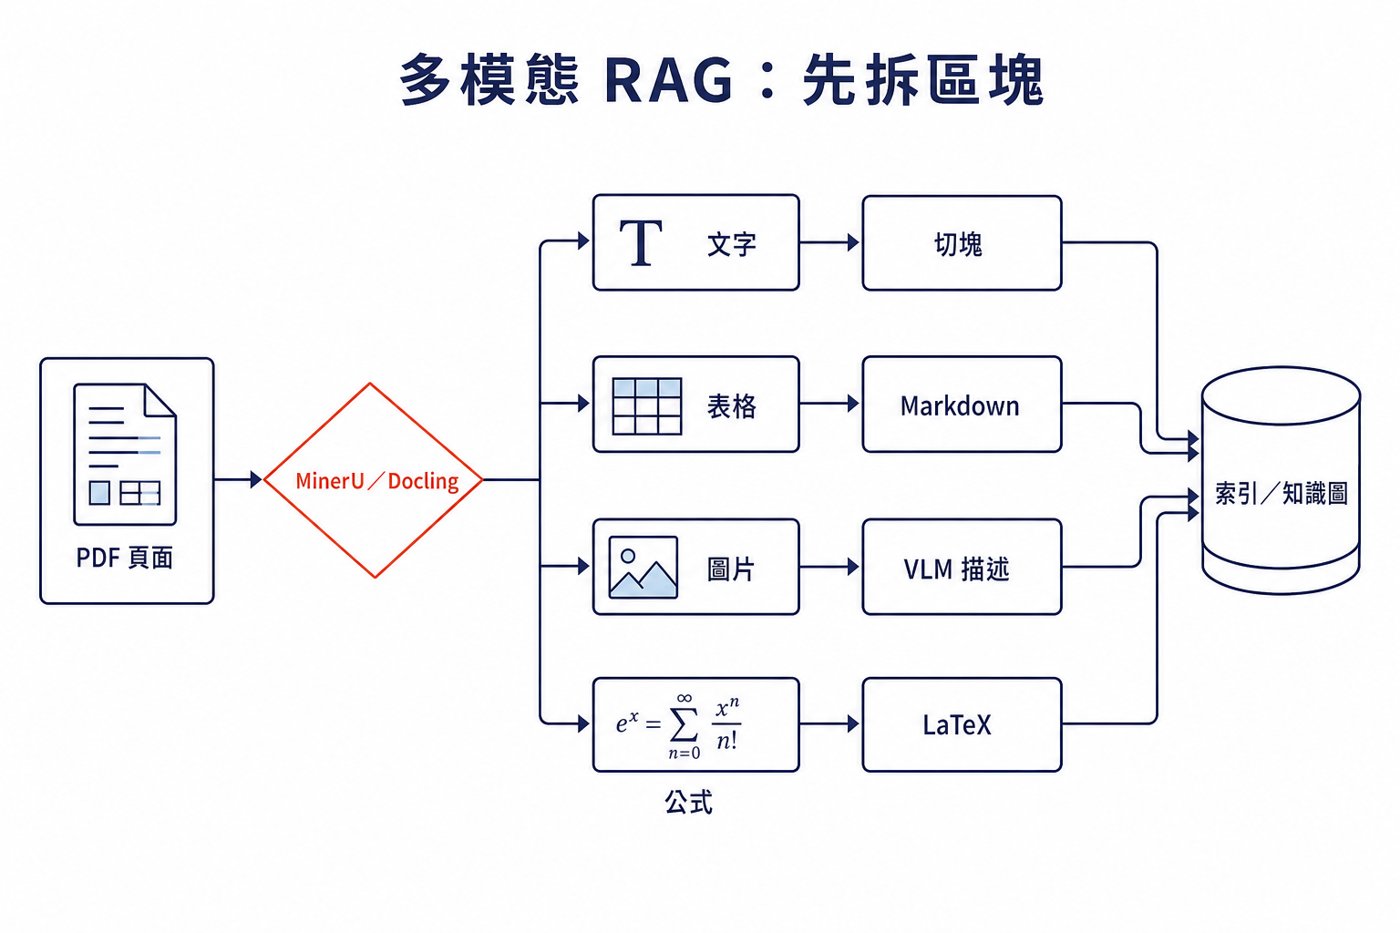 多模態 RAG：先拆區塊
PDF 頁面
MinerU／Docling
T 文字
切塊
表格
Markdown
圖片
VLM 描述
e^x = ∑_{n=0}^{∞} x^n / n!
公式
LaTeX
索引／知識圖